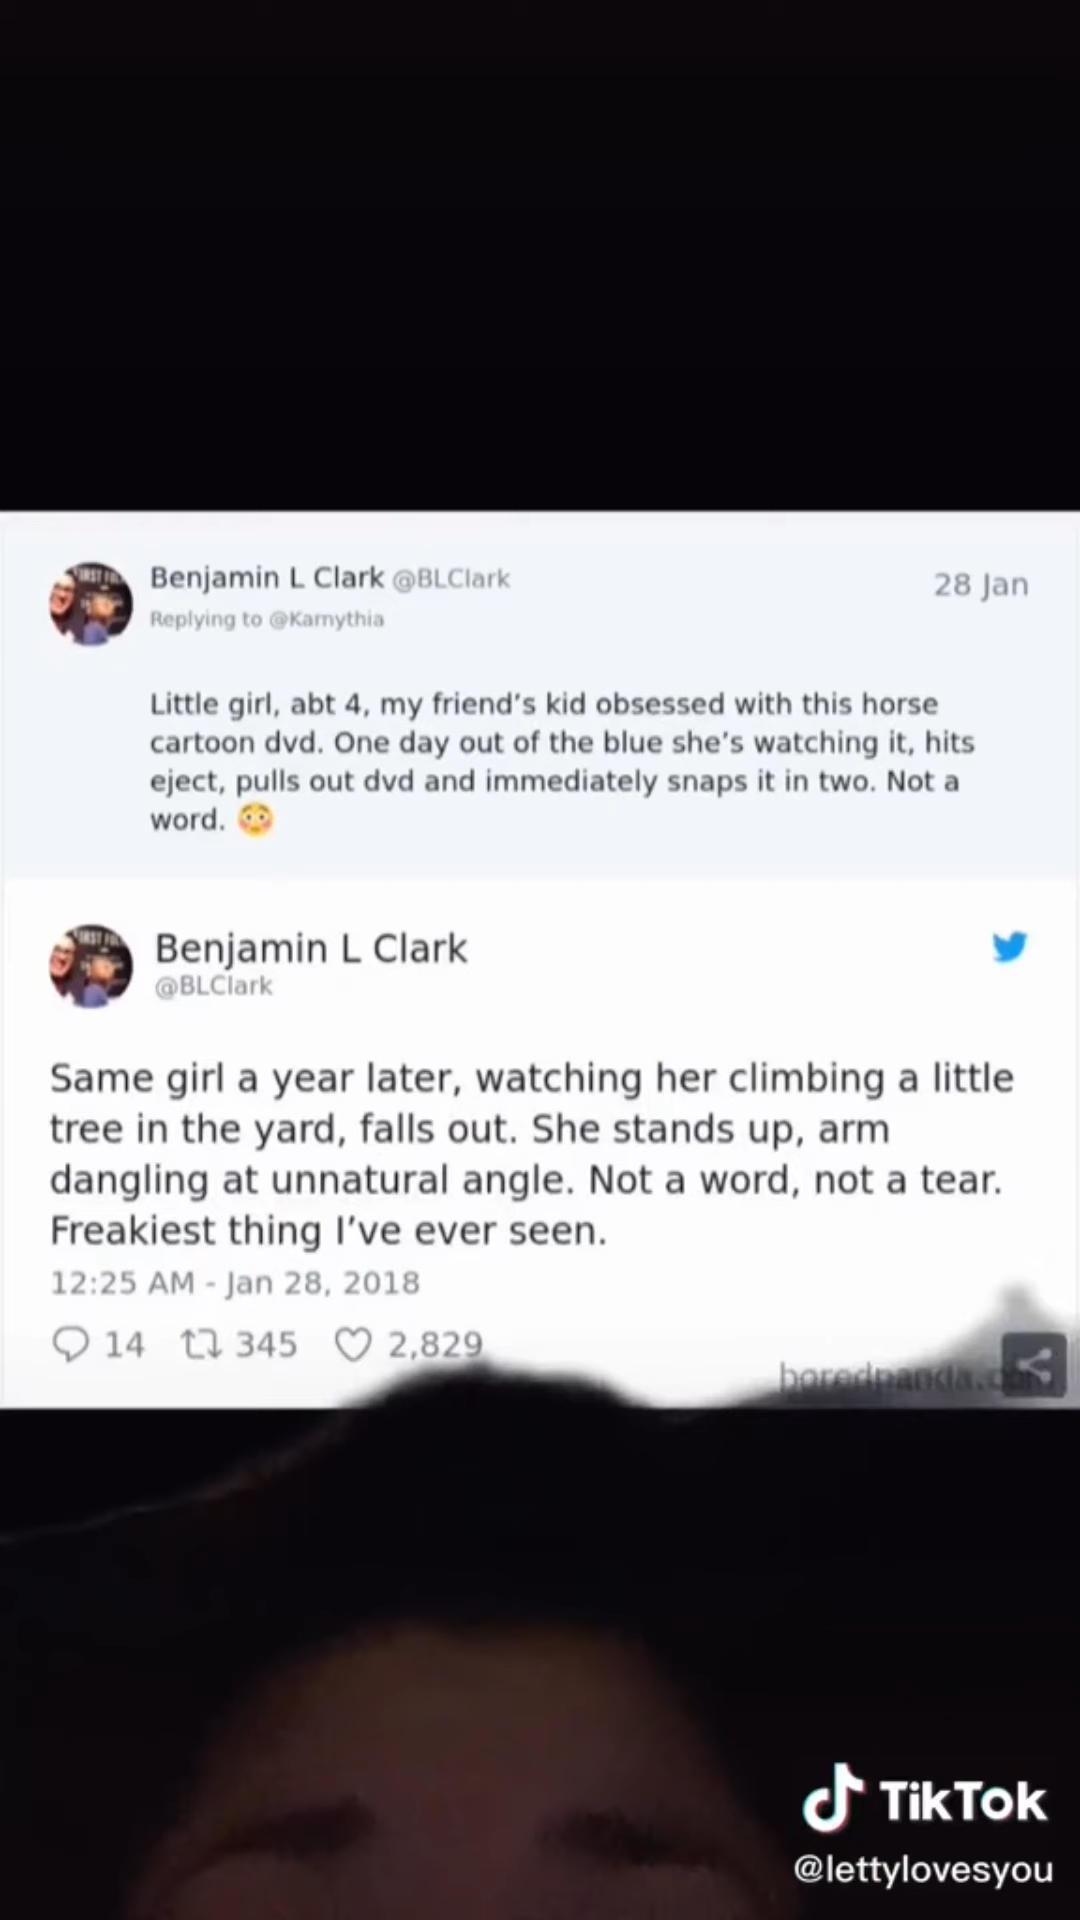 Benjamin L Clark @BLClark
28 Jan
Replying to @Karnythia
Little girl, abt 4, my friend’s kid obsessed with this horse
cartoon dvd. One day out of the blue she’s watching it, hits
eject, pulls out dvd and immediately snaps it in two. Not a
word. 😳
Benjamin L Clark
@BLClark
Same girl a year later, watching her climbing a little
tree in the yard, falls out. She stands up, arm
dangling at unnatural angle. Not a word, not a tear.
Freakiest thing I’ve ever seen.
12:25 AM - Jan 28, 2018
14 345 2,829
boredpanda.com
TikTok
@lettylovesyou